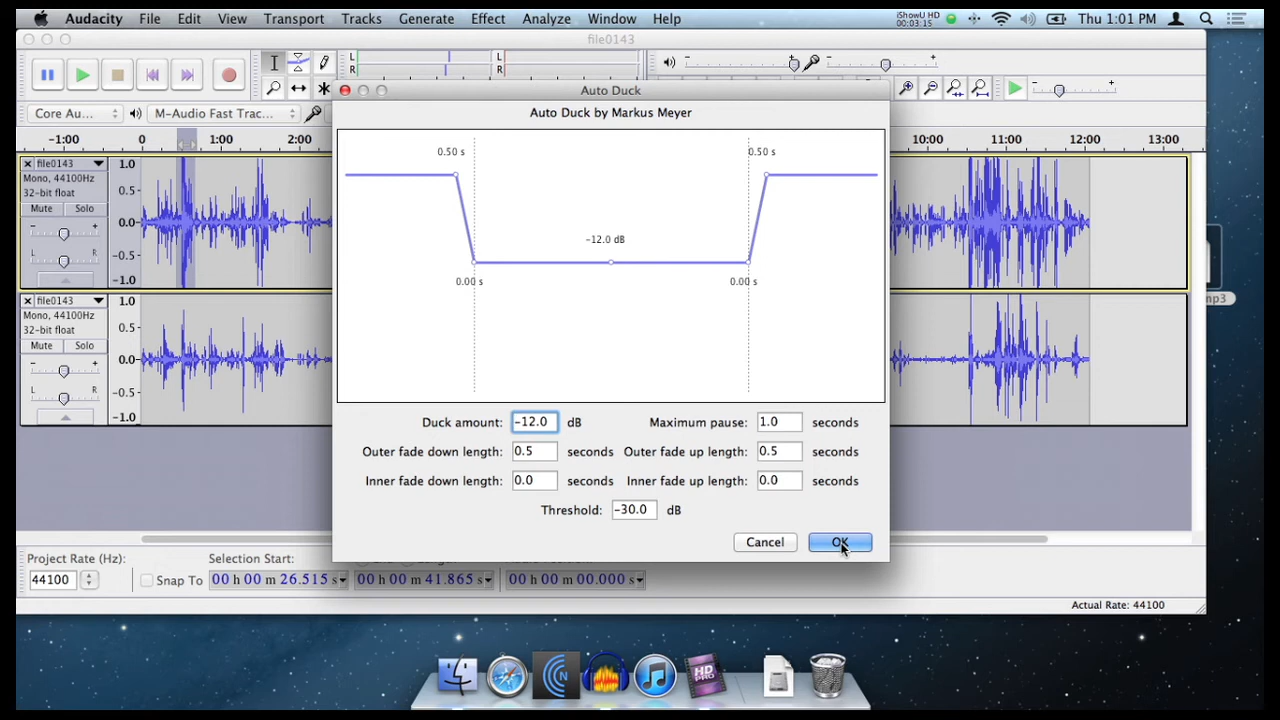 Audacity File Edit View Transport Tracks Generate Effect Analyze Window Help
iShowU HD
00:03:15
Thu 1:01 PM
file0143
L
R
L
R
Core Au...
M-Audio Fast Trac...
Auto Duck
-1:00 0 1:00 2:00
10:00 11:00 12:00 13:00
Auto Duck by Markus Meyer
file0143
Mono, 44100Hz
32-bit float
Mute Solo
L R
1.0
0.5
0.0
-0.5
-1.0
file0143
Mono, 44100Hz
32-bit float
Mute Solo
L R
1.0
0.5
0.0
-0.5
-1.0
0.50 s 0.50 s
-12.0 dB
0.00 s 0.00 s
mp3
Duck amount: -12.0 dB Maximum pause: 1.0 seconds
Outer fade down length: 0.5 seconds Outer fade up length: 0.5 seconds
Inner fade down length: 0.0 seconds Inner fade up length: 0.0 seconds
Threshold: -30.0 dB
Cancel OK
Project Rate (Hz):
44100
Snap To
Selection Start:
00 h 00 m 26.515 s
00 h 00 m 41.865 s
00 h 00 m 00.000 s
Actual Rate: 44100
N
HD
PRO